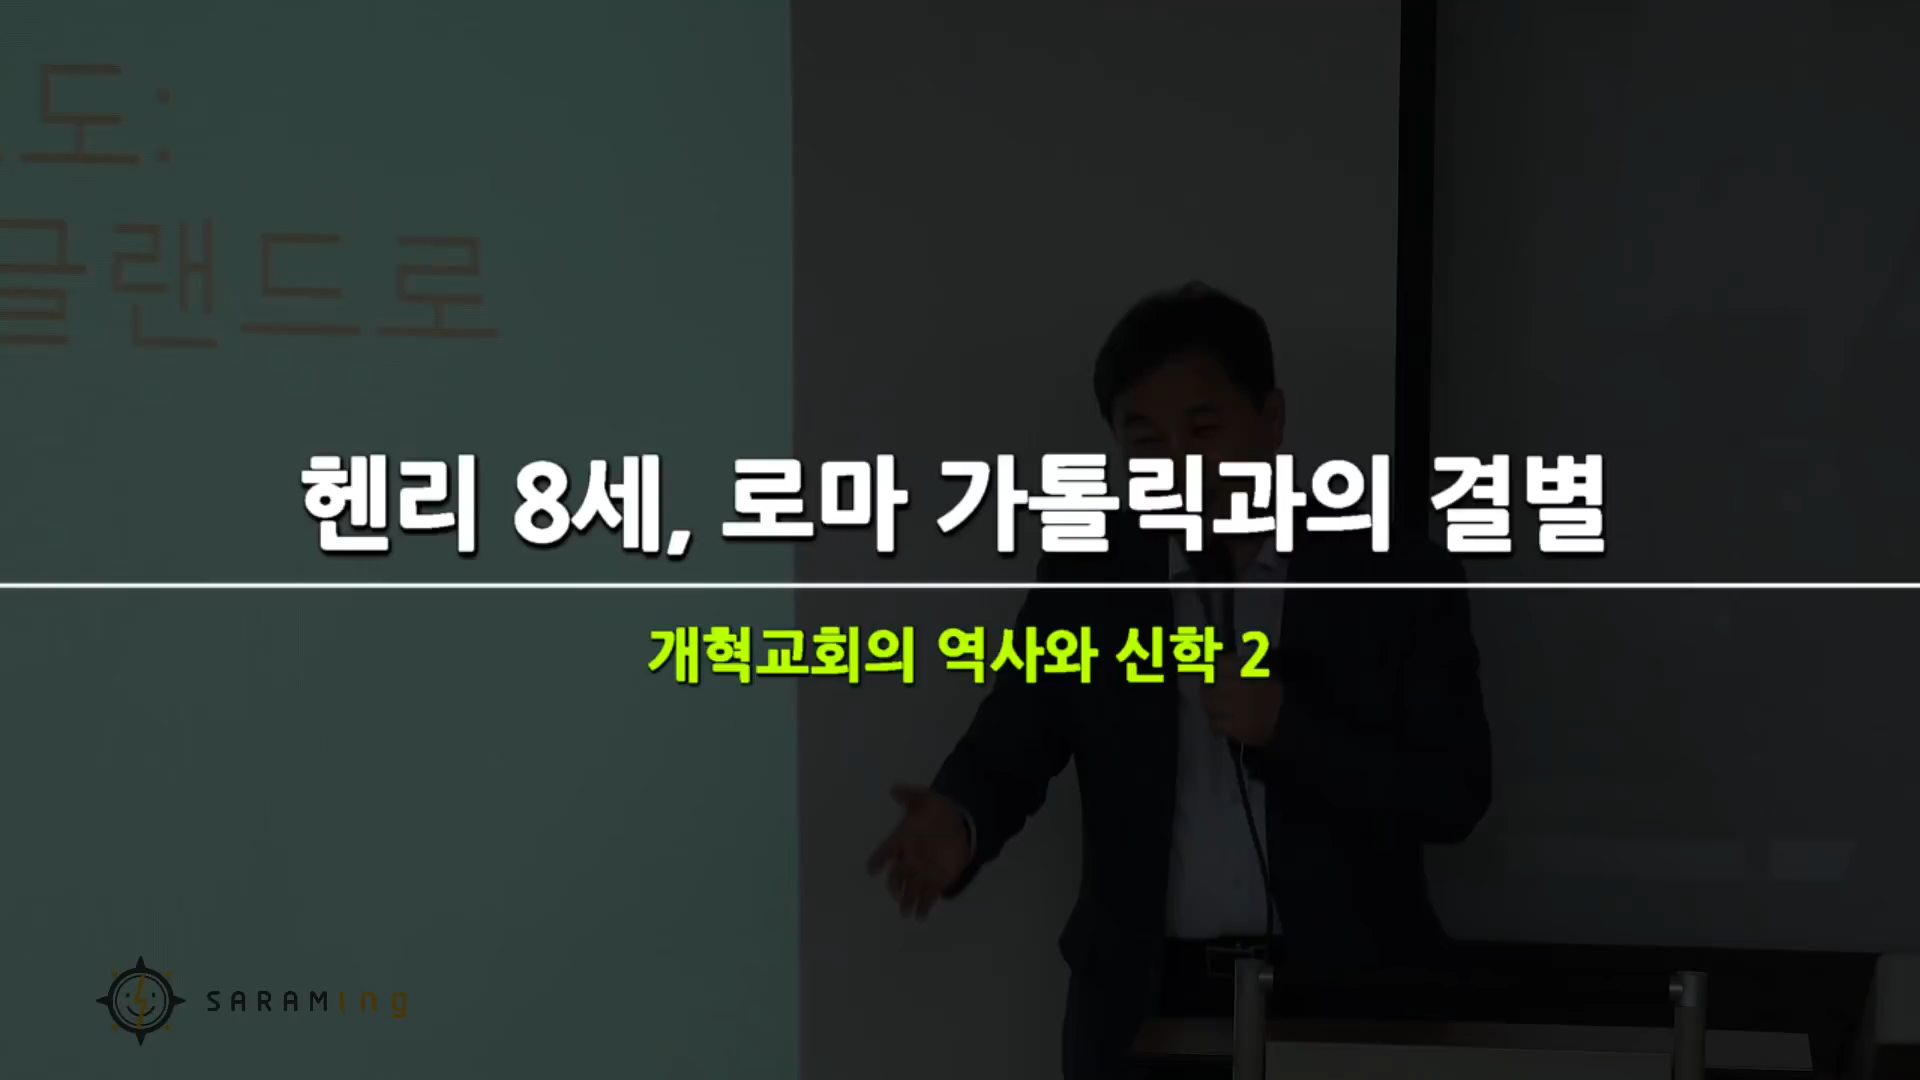 도:
글랜드로
헨리 8세, 로마 가톨릭과의 결별
개혁교회의 역사와 신학 2
SARAMIng